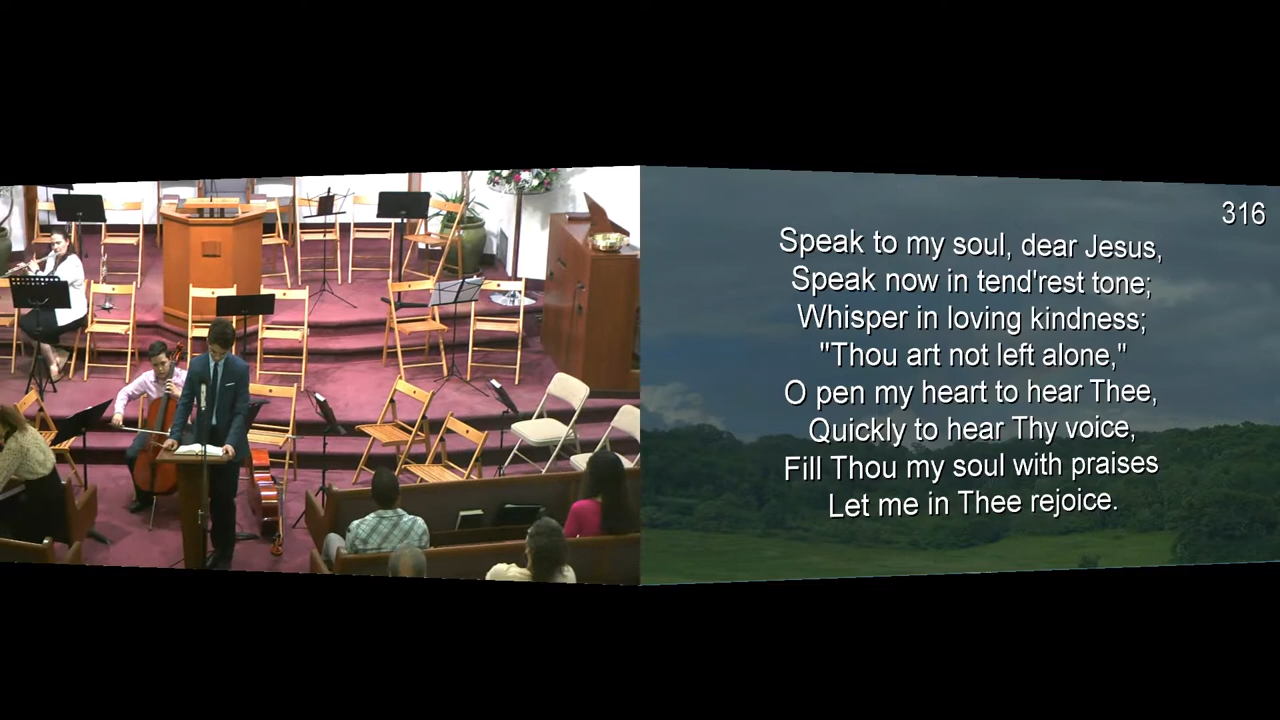 316
Speak to my soul, dear Jesus,
Speak now in tend'rest tone;
Whisper in loving kindness;
"Thou art not left alone,"
O pen my heart to hear Thee,
Quickly to hear Thy voice,
Fill Thou my soul with praises
Let me in Thee rejoice.